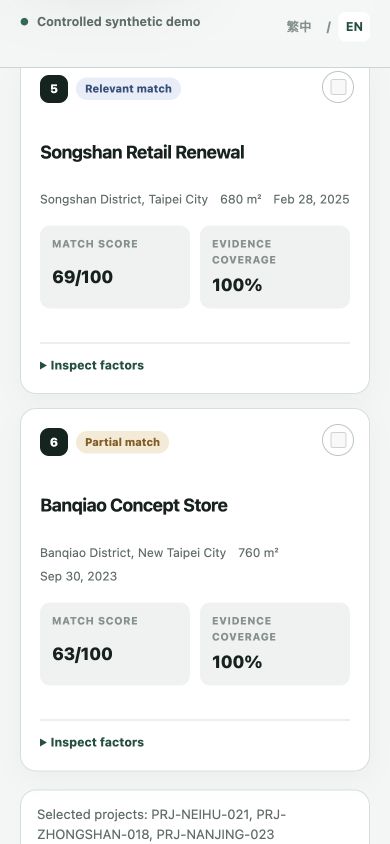 Controlled synthetic demo
繁中 / EN
5 Relevant match
Songshan Retail Renewal
Songshan District, Taipei City 680 m² Feb 28, 2025
MATCH SCORE
69/100
EVIDENCE
COVERAGE
100%
Inspect factors
6 Partial match
Banqiao Concept Store
Banqiao District, New Taipei City 760 m²
Sep 30, 2023
MATCH SCORE
63/100
EVIDENCE
COVERAGE
100%
Inspect factors
Selected projects: PRJ-NEIHU-021, PRJ-
ZHONGSHAN-018, PRJ-NANJING-023